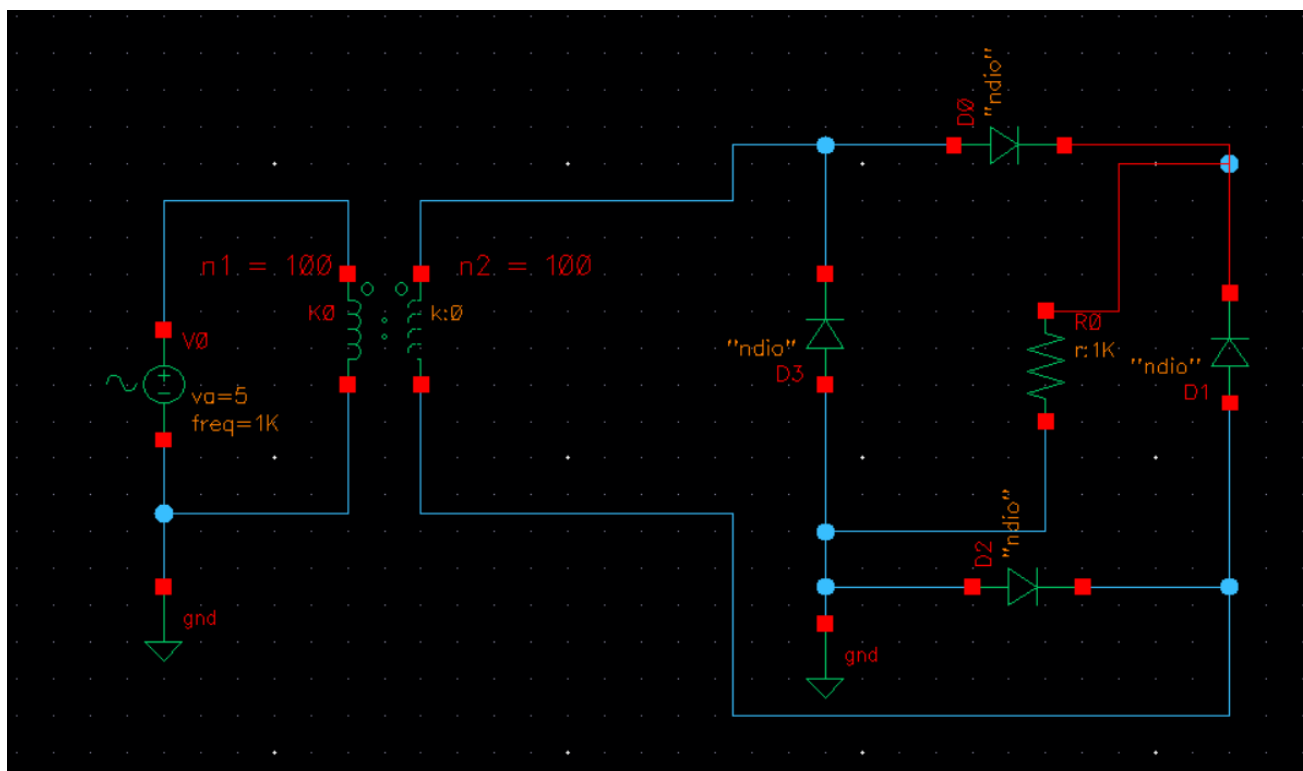 "ndio"
D0
n1 = 100
n2 = 100
K0
k:0
V0
va=5
freq=1K
"ndio"
D3
R0
r:1K
"ndio"
D1
"ndio"
D2
gnd
gnd